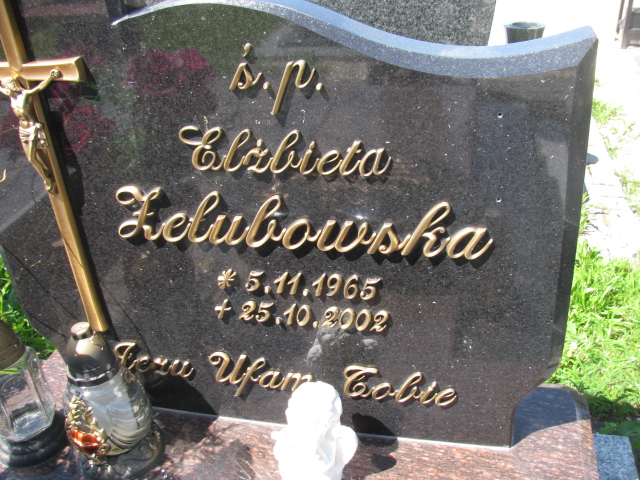 ś.p.
Elżbieta
Zelubowska
* 5.11.1965
+ 25.10.2002
Jezu Ufam Tobie